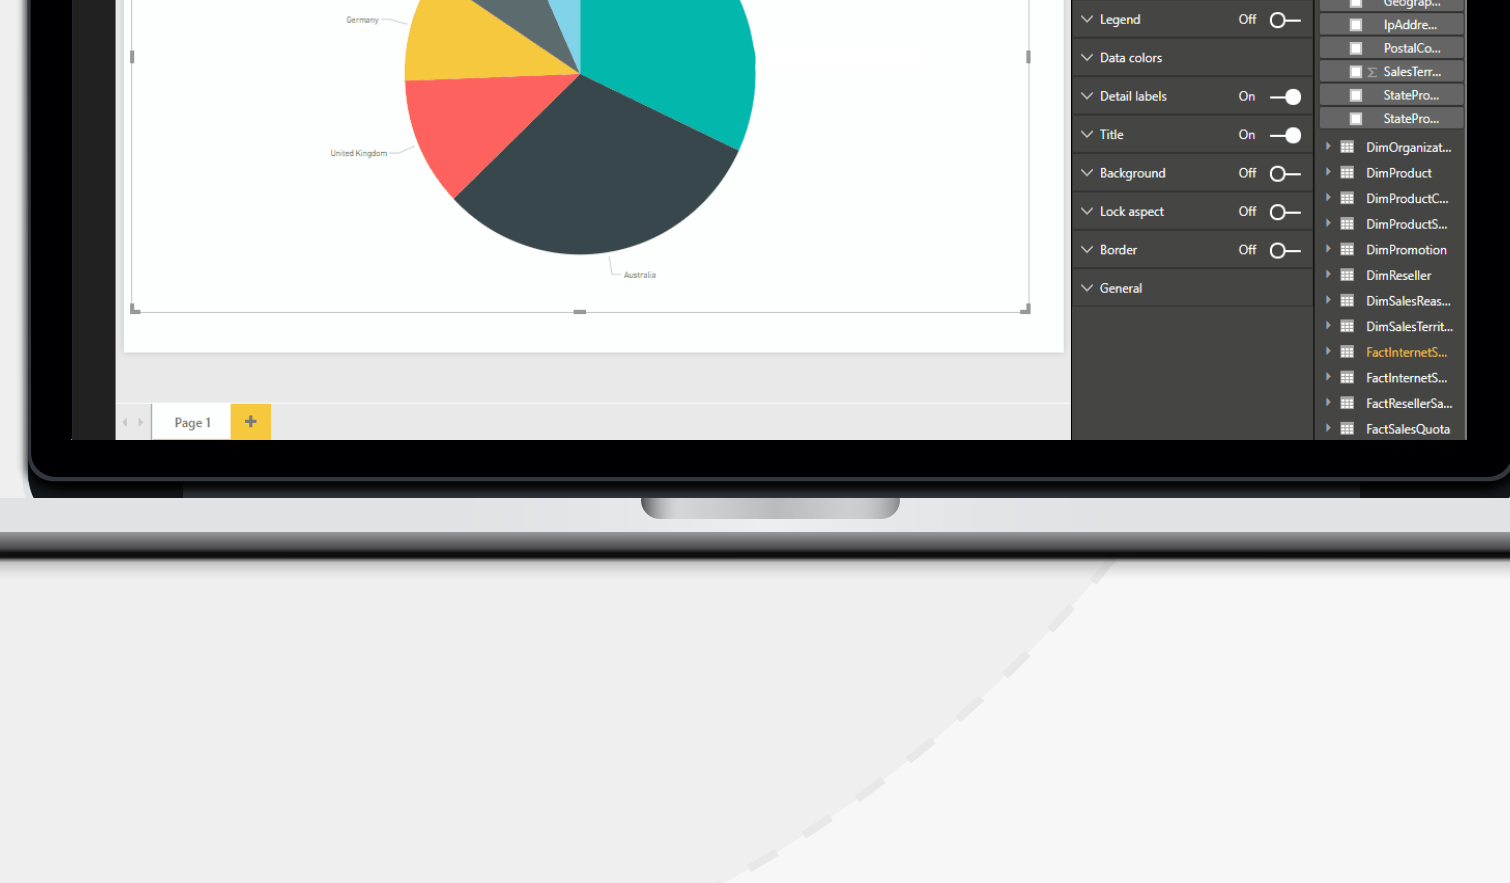 Germany
United Kingdom
Australia
Page 1
Legend Off
Data colors
Detail labels On
Title On
Background Off
Lock aspect Off
Border Off
General
Geograp...
IpAddre...
PostalCo...
Σ SalesTerr...
StatePro...
StatePro...
DimOrganizat...
DimProduct
DimProductC...
DimProductS...
DimPromotion
DimReseller
DimSalesReas...
DimSalesTerrit...
FactInternetS...
FactInternetS...
FactResellerSa...
FactSalesQuota